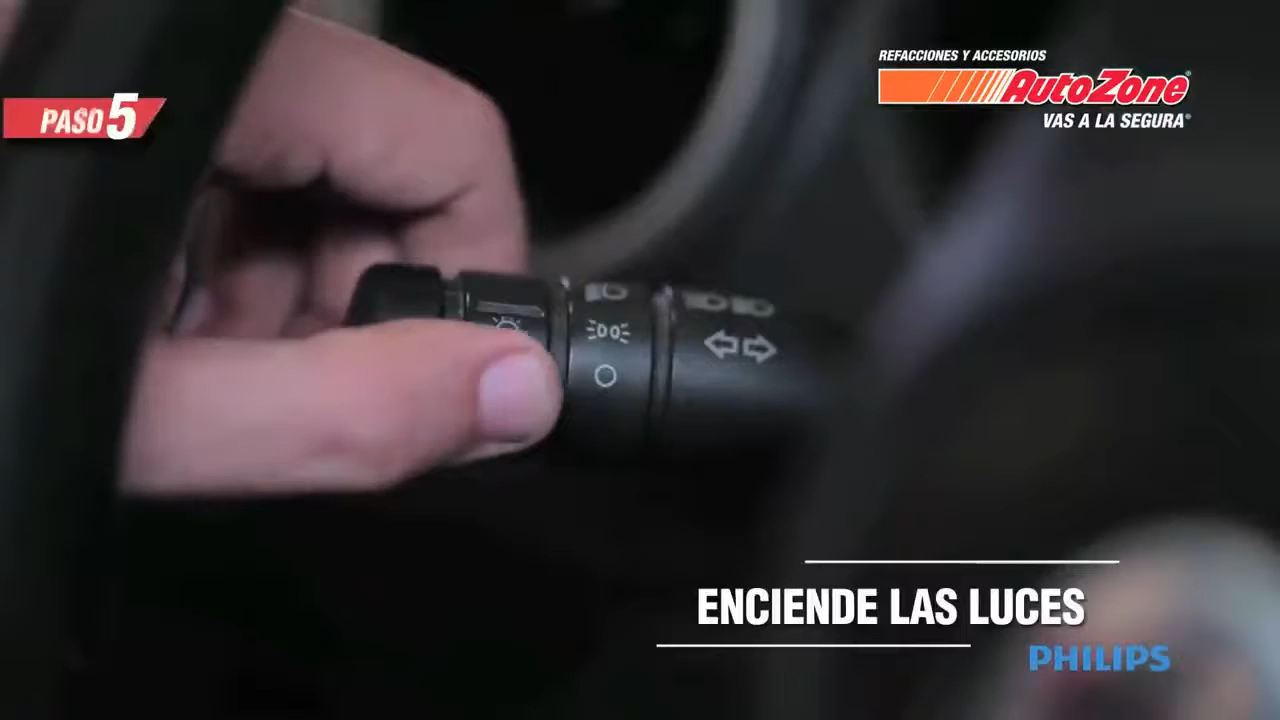 REFACCIONES Y ACCESORIOS
AutoZone®
VAS A LA SEGURA®
PASO 5
ENCIENDE LAS LUCES
PHILIPS